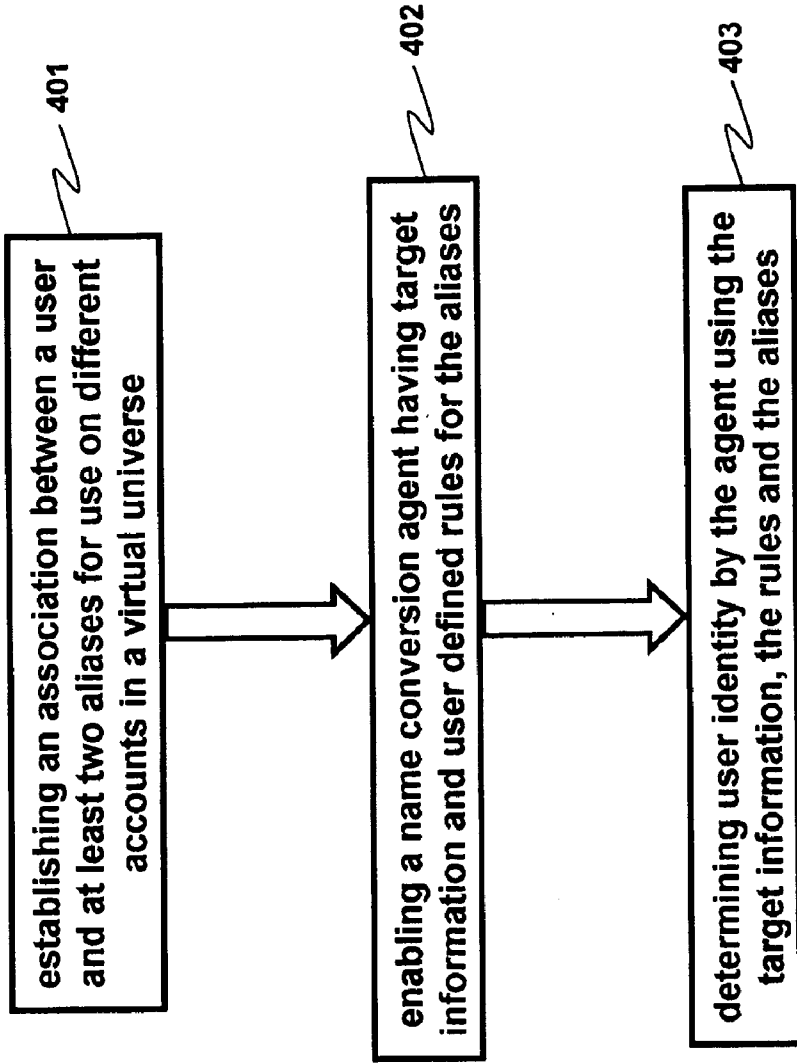 establishing an association between a user
and at least two aliases for use on different
accounts in a virtual universe
401
enabling a name conversion agent having target
information and user defined rules for the aliases
402
determining user identity by the agent using the
target information, the rules and the aliases
403